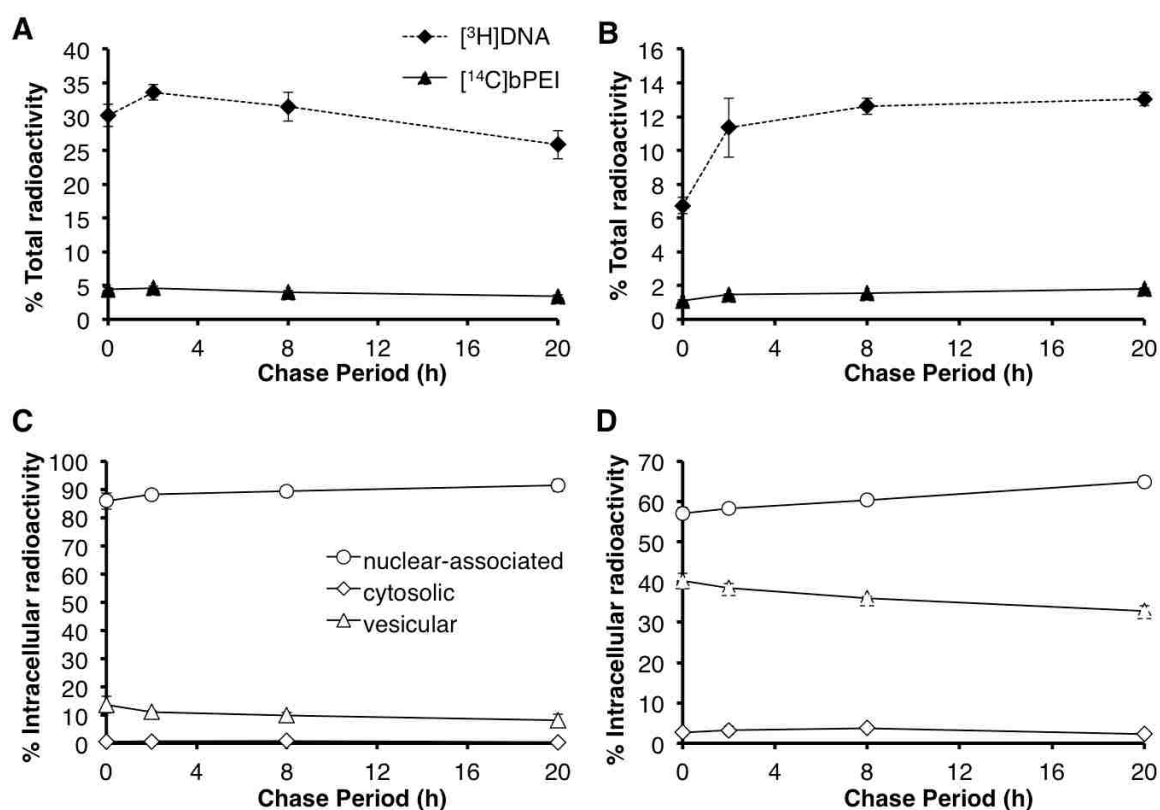 A
[³H]DNA
[¹⁴C]bPEI
% Total radioactivity
40
35
30
25
20
15
10
5
0
0 4 8 12 16 20
Chase Period (h)
B
% Total radioactivity
16
14
12
10
8
6
4
2
0
0 4 8 12 16 20
Chase Period (h)
C
% Intracellular radioactivity
100
90
80
70
60
50
40
30
20
10
0
nuclear-associated
cytosolic
vesicular
0 4 8 12 16 20
Chase Period (h)
D
% Intracellular radioactivity
70
60
50
40
30
20
10
0
0 4 8 12 16 20
Chase Period (h)